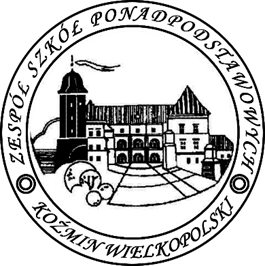 ZESPÓŁ SZKÓŁ PONADPODSTAWOWYCH
KOŹMIN WIELKOPOLSKI